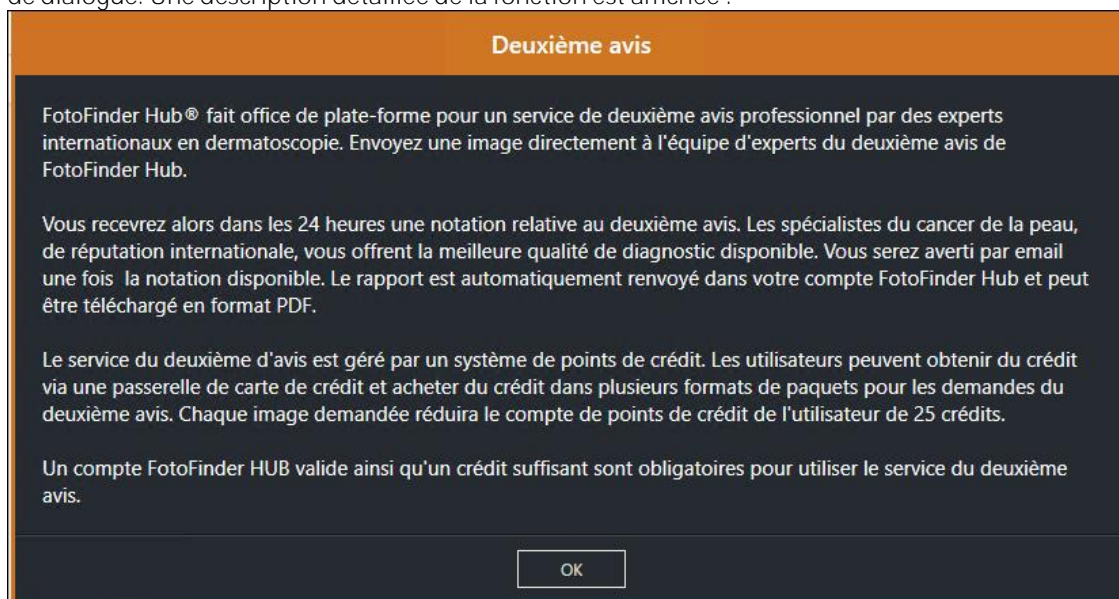 de dialogue. Une description détaillée de la fonction est affichée :
Deuxième avis
FotoFinder Hub® fait office de plate-forme pour un service de deuxième avis professionnel par des experts
internationaux en dermatoscopie. Envoyez une image directement à l'équipe d'experts du deuxième avis de
FotoFinder Hub.
Vous recevrez alors dans les 24 heures une notation relative au deuxième avis. Les spécialistes du cancer de la peau,
de réputation internationale, vous offrent la meilleure qualité de diagnostic disponible. Vous serez averti par email
une fois  la notation disponible. Le rapport est automatiquement renvoyé dans votre compte FotoFinder Hub et peut
être téléchargé en format PDF.
Le service du deuxième d'avis est géré par un système de points de crédit. Les utilisateurs peuvent obtenir du crédit
via une passerelle de carte de crédit et acheter du crédit dans plusieurs formats de paquets pour les demandes du
deuxième avis. Chaque image demandée réduira le compte de points de crédit de l'utilisateur de 25 crédits.
Un compte FotoFinder HUB valide ainsi qu'un crédit suffisant sont obligatoires pour utiliser le service du deuxième
avis.
OK